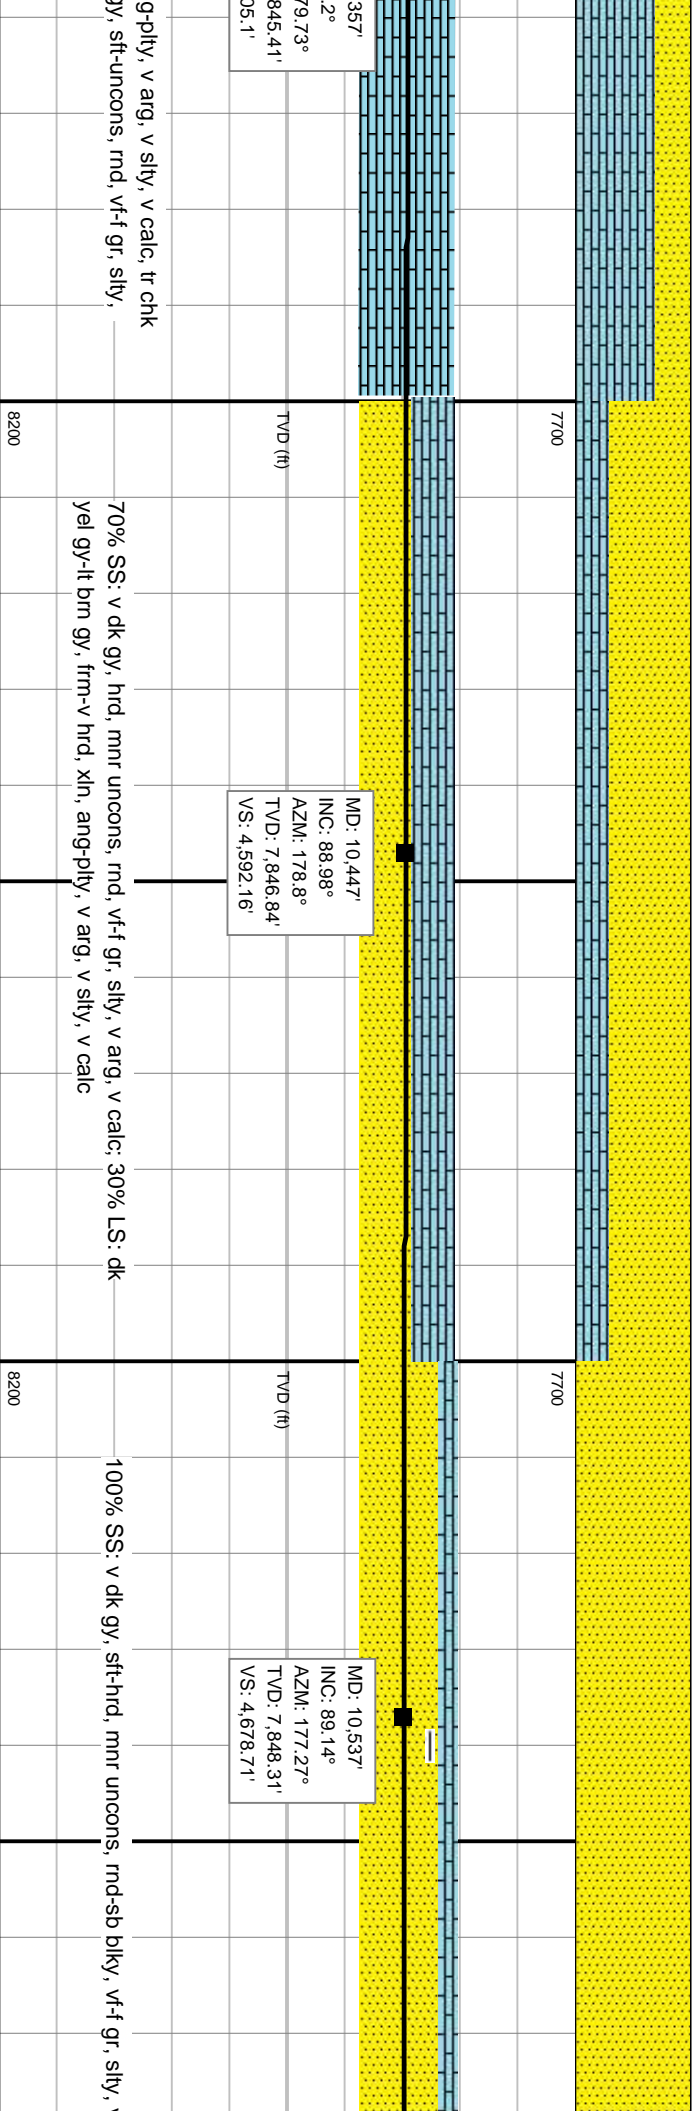 357'
.2°
79.73°
845.41'
05.1'
g-plty, v arg, v slty, v calc, tr chk
gy, sft-uncons, rnd, vf-f gr, slty,
7700
TVD (ft)
8200
70% SS: v dk gy, hrd, mnr uncons, rnd, vf-f gr, slty, v arg, v calc; 30% LS: dk
yel gy-lt brn gy, frm-v hrd, xln, ang-plty, v arg, v slty, v calc
MD: 10,447'
INC: 88.98°
AZM: 178.8°
TVD: 7,846.84'
VS: 4,592.16'
7700
TVD (ft)
8200
100% SS: v dk gy, sft-hrd, mnr uncons, rnd-sb blky, vf-f gr, slty,
MD: 10,537'
INC: 89.14°
AZM: 177.27°
TVD: 7,848.31'
VS: 4,678.71'